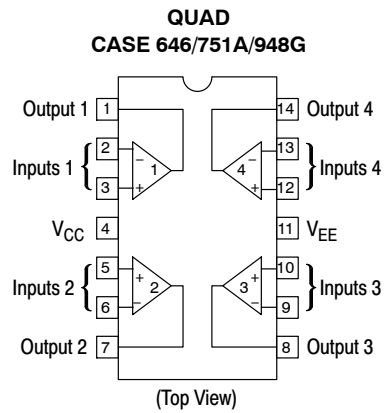 QUAD
CASE 646/751A/948G
Output 1 1 14 Output 4
2 − − 13
Inputs 1 1 4 Inputs 4
3 + + 12
VCC 4 11 VEE
5 + + 10
Inputs 2 2 3 Inputs 3
6 − − 9
Output 2 7 8 Output 3
(Top View)